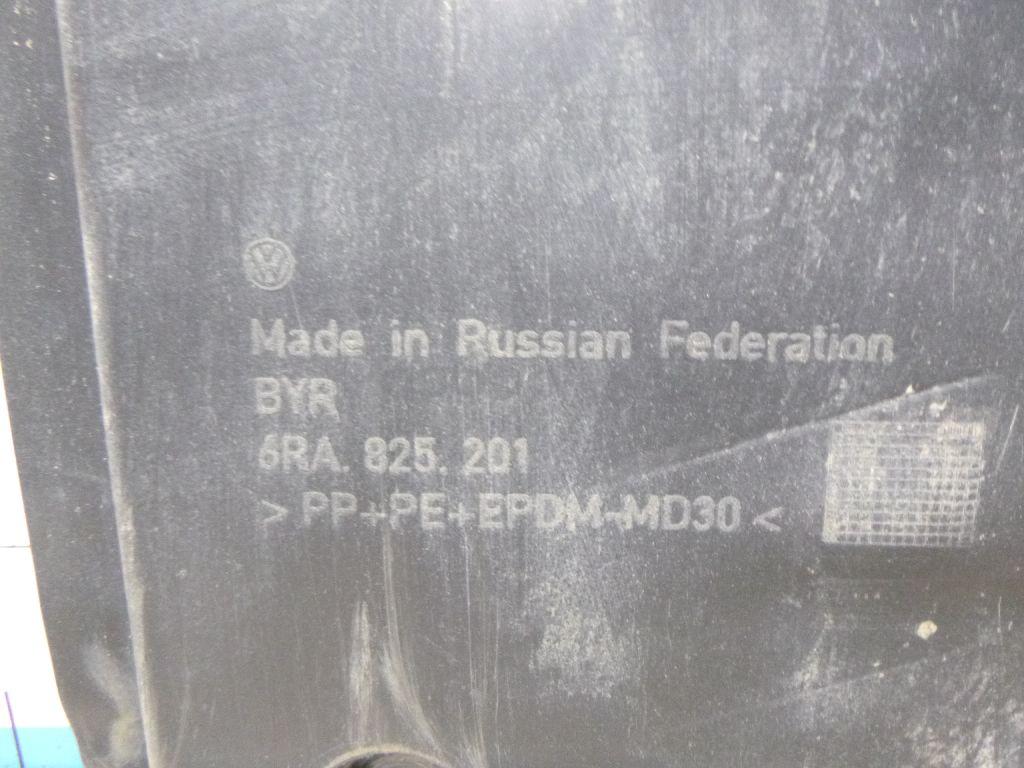 Made in Russian Federation
BYR
6RA. 825. 201
> PP+PE+EPDM-MD30 <